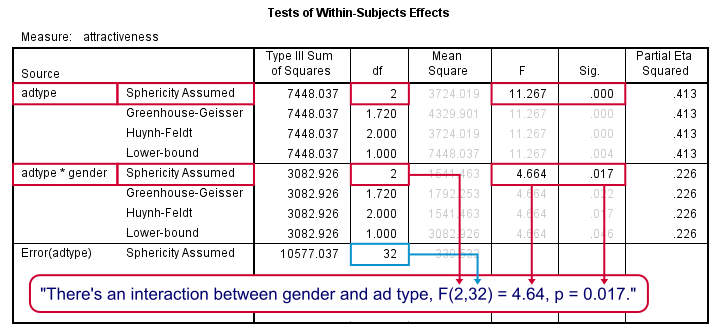 Tests of Within-Subjects Effects
Measure: attractiveness
Source Type III Sum of Squares df Mean Square F Sig. Partial Eta Squared
adtype Sphericity Assumed 7448.037 2 3724.019 11.267 .000 .413
Greenhouse-Geisser 7448.037 1.720 4329.901 11.267 .000 .413
Huynh-Feldt 7448.037 2.000 3724.019 11.267 .000 .413
Lower-bound 7448.037 1.000 7448.037 11.267 .004 .413
adtype * gender Sphericity Assumed 3082.926 2 1541.463 4.664 .017 .226
Greenhouse-Geisser 3082.926 1.720 1792.253 4.664 .226
Huynh-Feldt 3082.926 2.000 1541.463 4.664 .226
Lower-bound 3082.926 1.000 3082.926 4.664 .226
Error(adtype) Sphericity Assumed 10577.037 32
"There's an interaction between gender and ad type, F(2,32) = 4.64, p = 0.017."